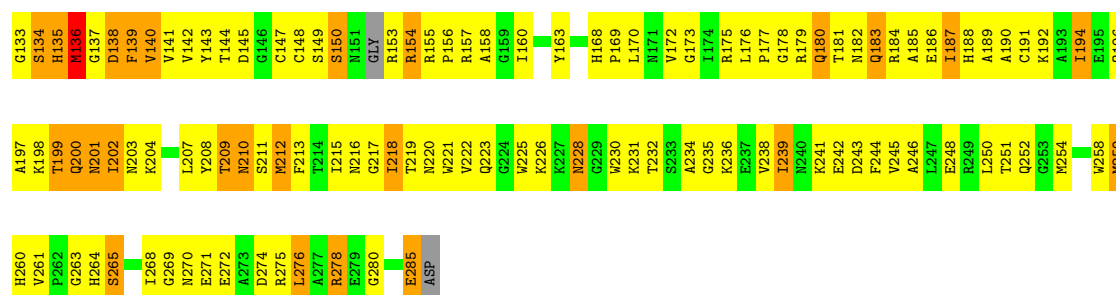 G133 S134 H135 M136 G137 D138 F139 V140 V141 V142 Y143 T144 D145 G146 C147 C148 S149 S150 N151 GLY R153 R154 R155 P156 R157 A158 G159 I160 Y163 H168 P169 L170 N171 V172 G173 I174 R175 L176 P177 G178 R179 Q180 T181 N182 Q183 R184 A185 E186 I187 H188 A189 A190 C191 K192 A193 I194 E195
A197 K198 T199 Q200 N201 I202 N203 K204 L207 Y208 T209 N210 S211 M212 F213 T214 I215 N216 G217 I218 T219 N220 W221 V222 Q223 G224 W225 K226 K227 N228 G229 W230 K231 T232 S233 A234 G235 K236 E237 V238 I239 N240 K241 E242 D243 F244 V245 A246 L247 E248 R249 L250 T251 Q252 G253 M254 W258
H260 V261 P262 G263 H264 S265 I268 G269 N270 E271 E272 A273 D274 R275 L276 A277 R278 E279 G280 E285 ASP